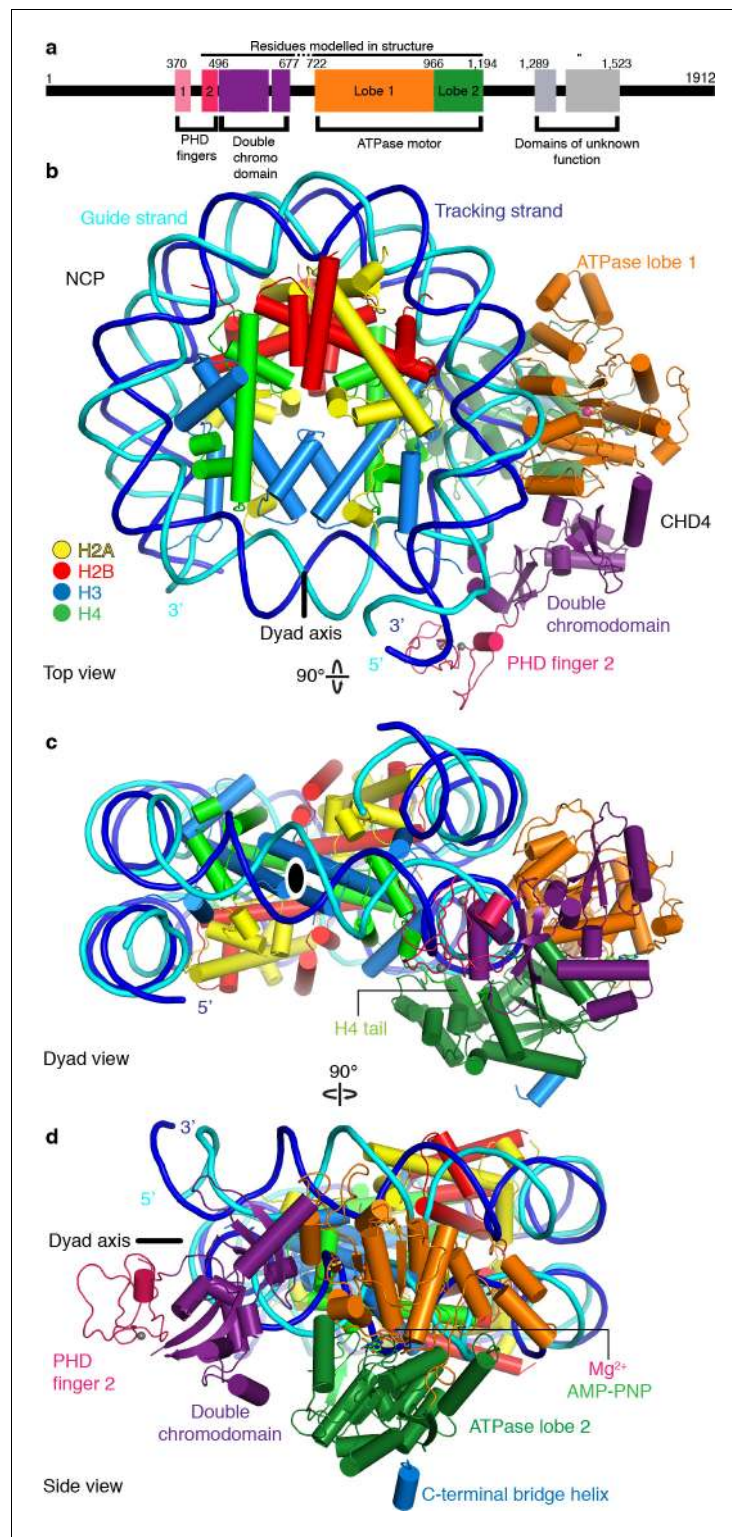 a
Residues modelled in structure
370 496 677 722 966 1,194 1,289 1,523
1 1912
1 2 Lobe 1 Lobe 2
PHD fingers
Double chromo domain
ATPase motor
Domains of unknown function
b
Guide strand
Tracking strand
NCP
ATPase lobe 1
CHD4
H2A
H2B
H3
H4
3'
Dyad axis
3'
5'
Double
chromodomain
PHD finger 2
Top view
90°
c
5'
H4 tail
Dyad view
90°
d
3'
5'
Dyad axis
PHD
finger 2
Double
chromodomain
Mg²⁺
AMP-PNP
ATPase lobe 2
C-terminal bridge helix
Side view